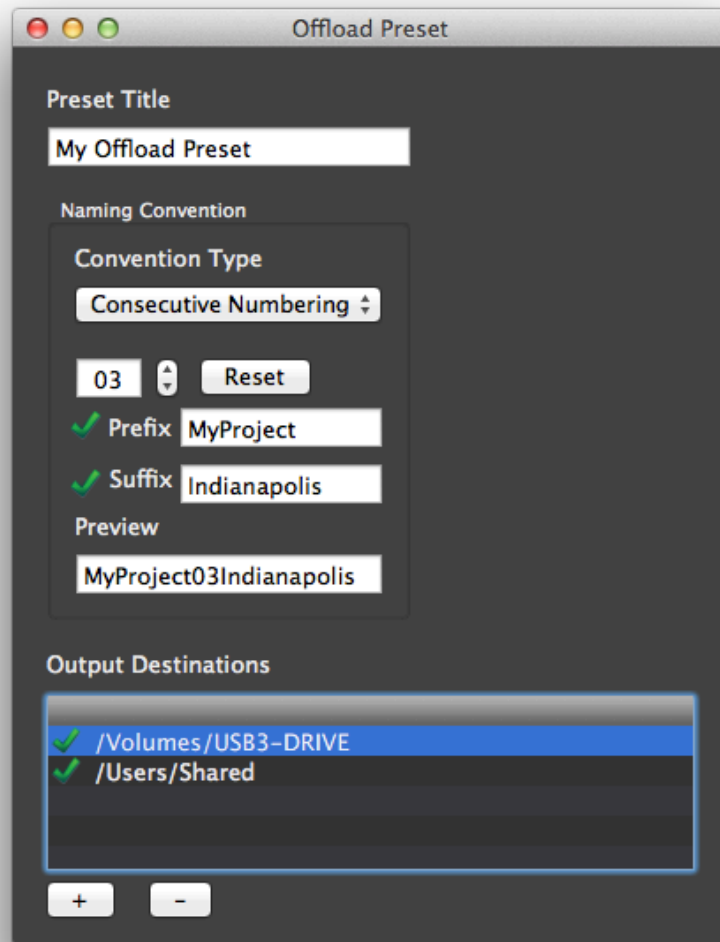 Offload Preset
Preset Title
My Offload Preset
Naming Convention
Convention Type
Consecutive Numbering
03 Reset
Prefix MyProject
Suffix Indianapolis
Preview
MyProject03Indianapolis
Output Destinations
/Volumes/USB3-DRIVE
/Users/Shared
+ -